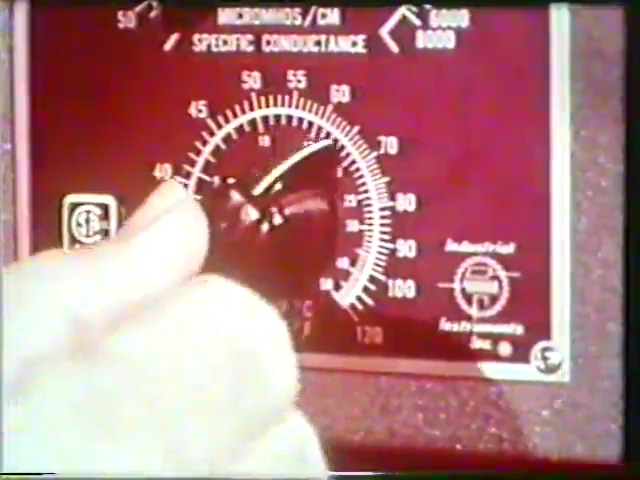 50
MICROMHOS/CM
6000
SPECIFIC CONDUCTANCE
8000
50 55 60
45 70
10
40
80
90
100
120
C
F
Industrial
Instruments
Inc.